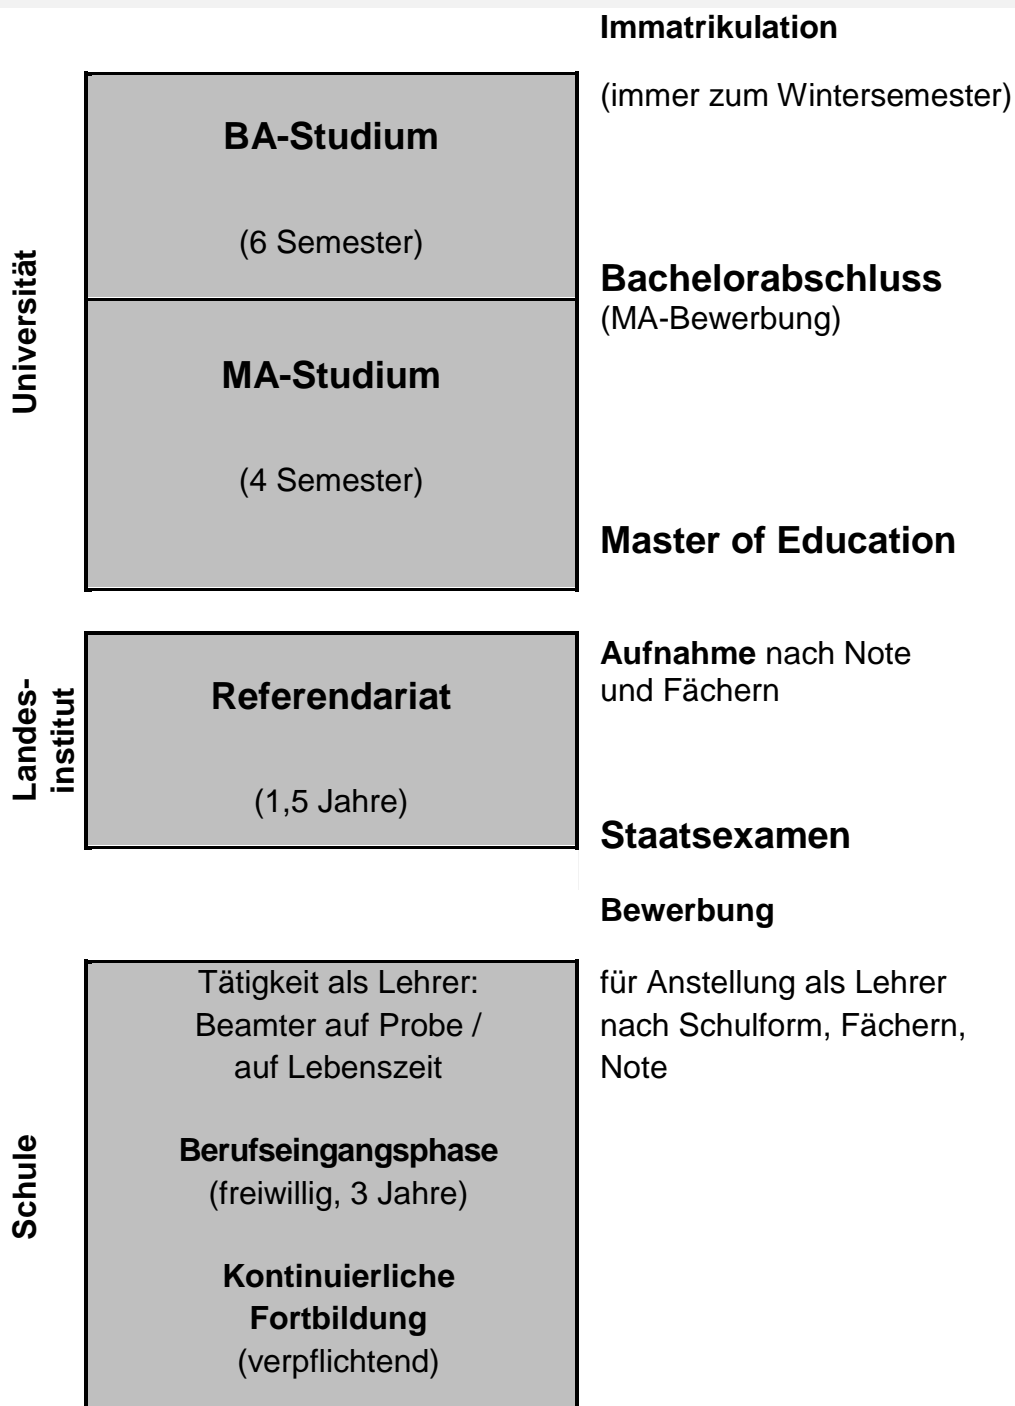 Immatrikulation
(immer zum Wintersemester)
Universität
BA-Studium
(6 Semester)
Bachelorabschluss
(MA-Bewerbung)
MA-Studium
(4 Semester)
Master of Education
Landes-
institut
Referendariat
(1,5 Jahre)
Aufnahme nach Note
und Fächern
Staatsexamen
Bewerbung
für Anstellung als Lehrer
nach Schulform, Fächern,
Note
Schule
Tätigkeit als Lehrer:
Beamter auf Probe /
auf Lebenszeit
Berufseingangsphase
(freiwillig, 3 Jahre)
Kontinuierliche
Fortbildung
(verpflichtend)